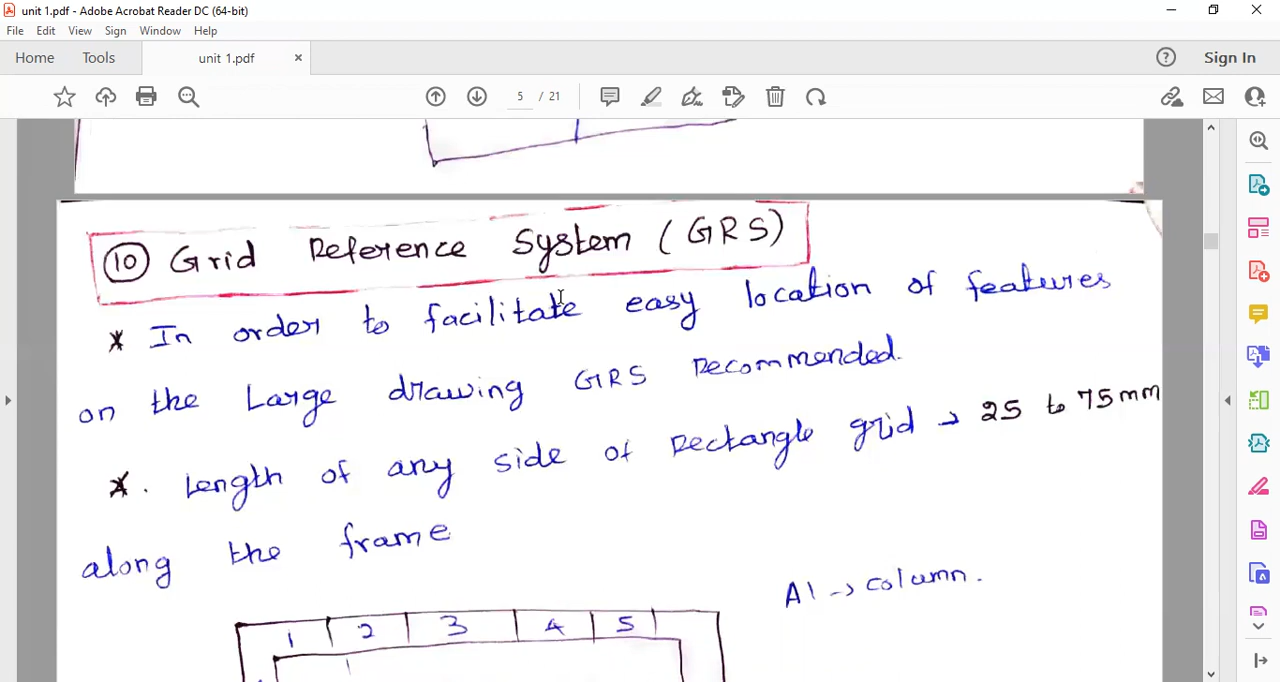 unit 1.pdf - Adobe Acrobat Reader DC (64-bit)
File Edit View Sign Window Help
Home Tools unit 1.pdf × ? Sign In
5 / 21
10 Grid Reference System (GRS)
* In order to facilitate easy location of features
on the Large drawing GRS Recommended.
*. Length of any side of Rectangle grid → 25 to 75mm
along the frame
A1 → column.
1 2 3 4 5